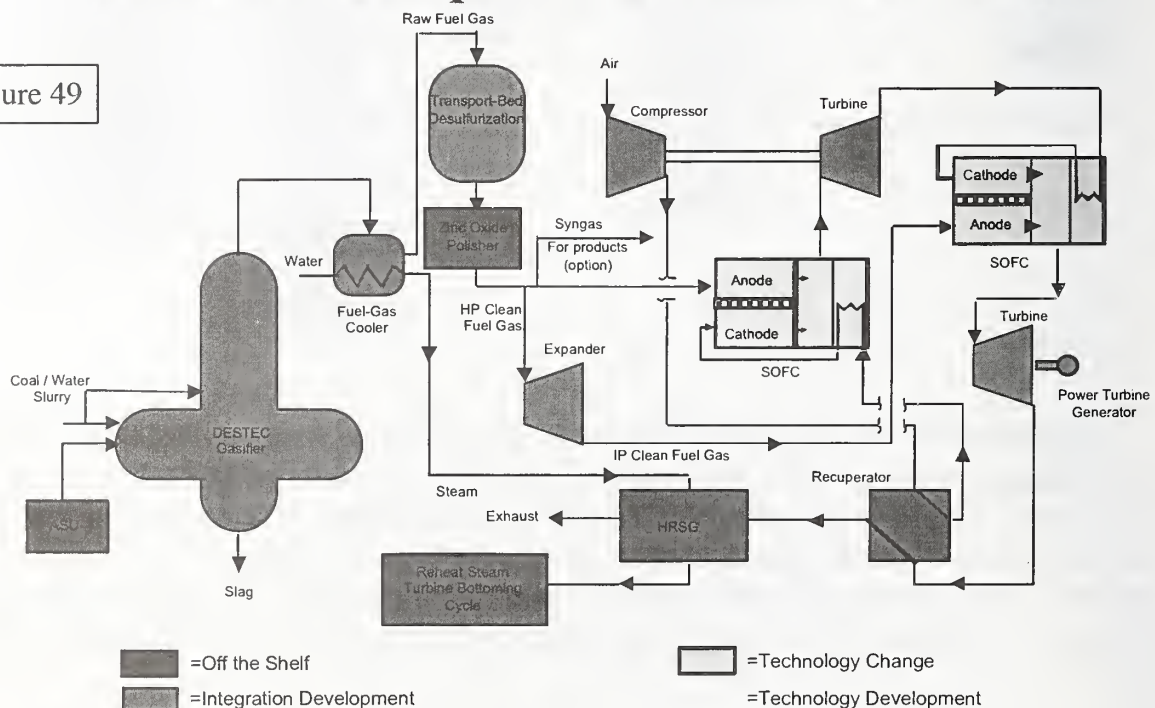 Raw Fuel Gas
ure 49
Transport-Bed
Desulfurization
Zinc Oxide
Polisher
Air
Compressor
Turbine
Cathode
Anode
SOFC
Syngas
For products
(option)
Water
Fuel-Gas
Cooler
HP Clean
Fuel Gas
Anode
Cathode
SOFC
Expander
Turbine
Power Turbine
Generator
Coal / Water
Slurry
DESTEC
Gasifier
IP Clean Fuel Gas
Recuperator
Steam
ASU
Exhaust
HRSG
Reheat Steam
Turbine Bottoming
Cycle
Slag
=Off the Shelf
=Technology Change
=Integration Development
=Technology Development